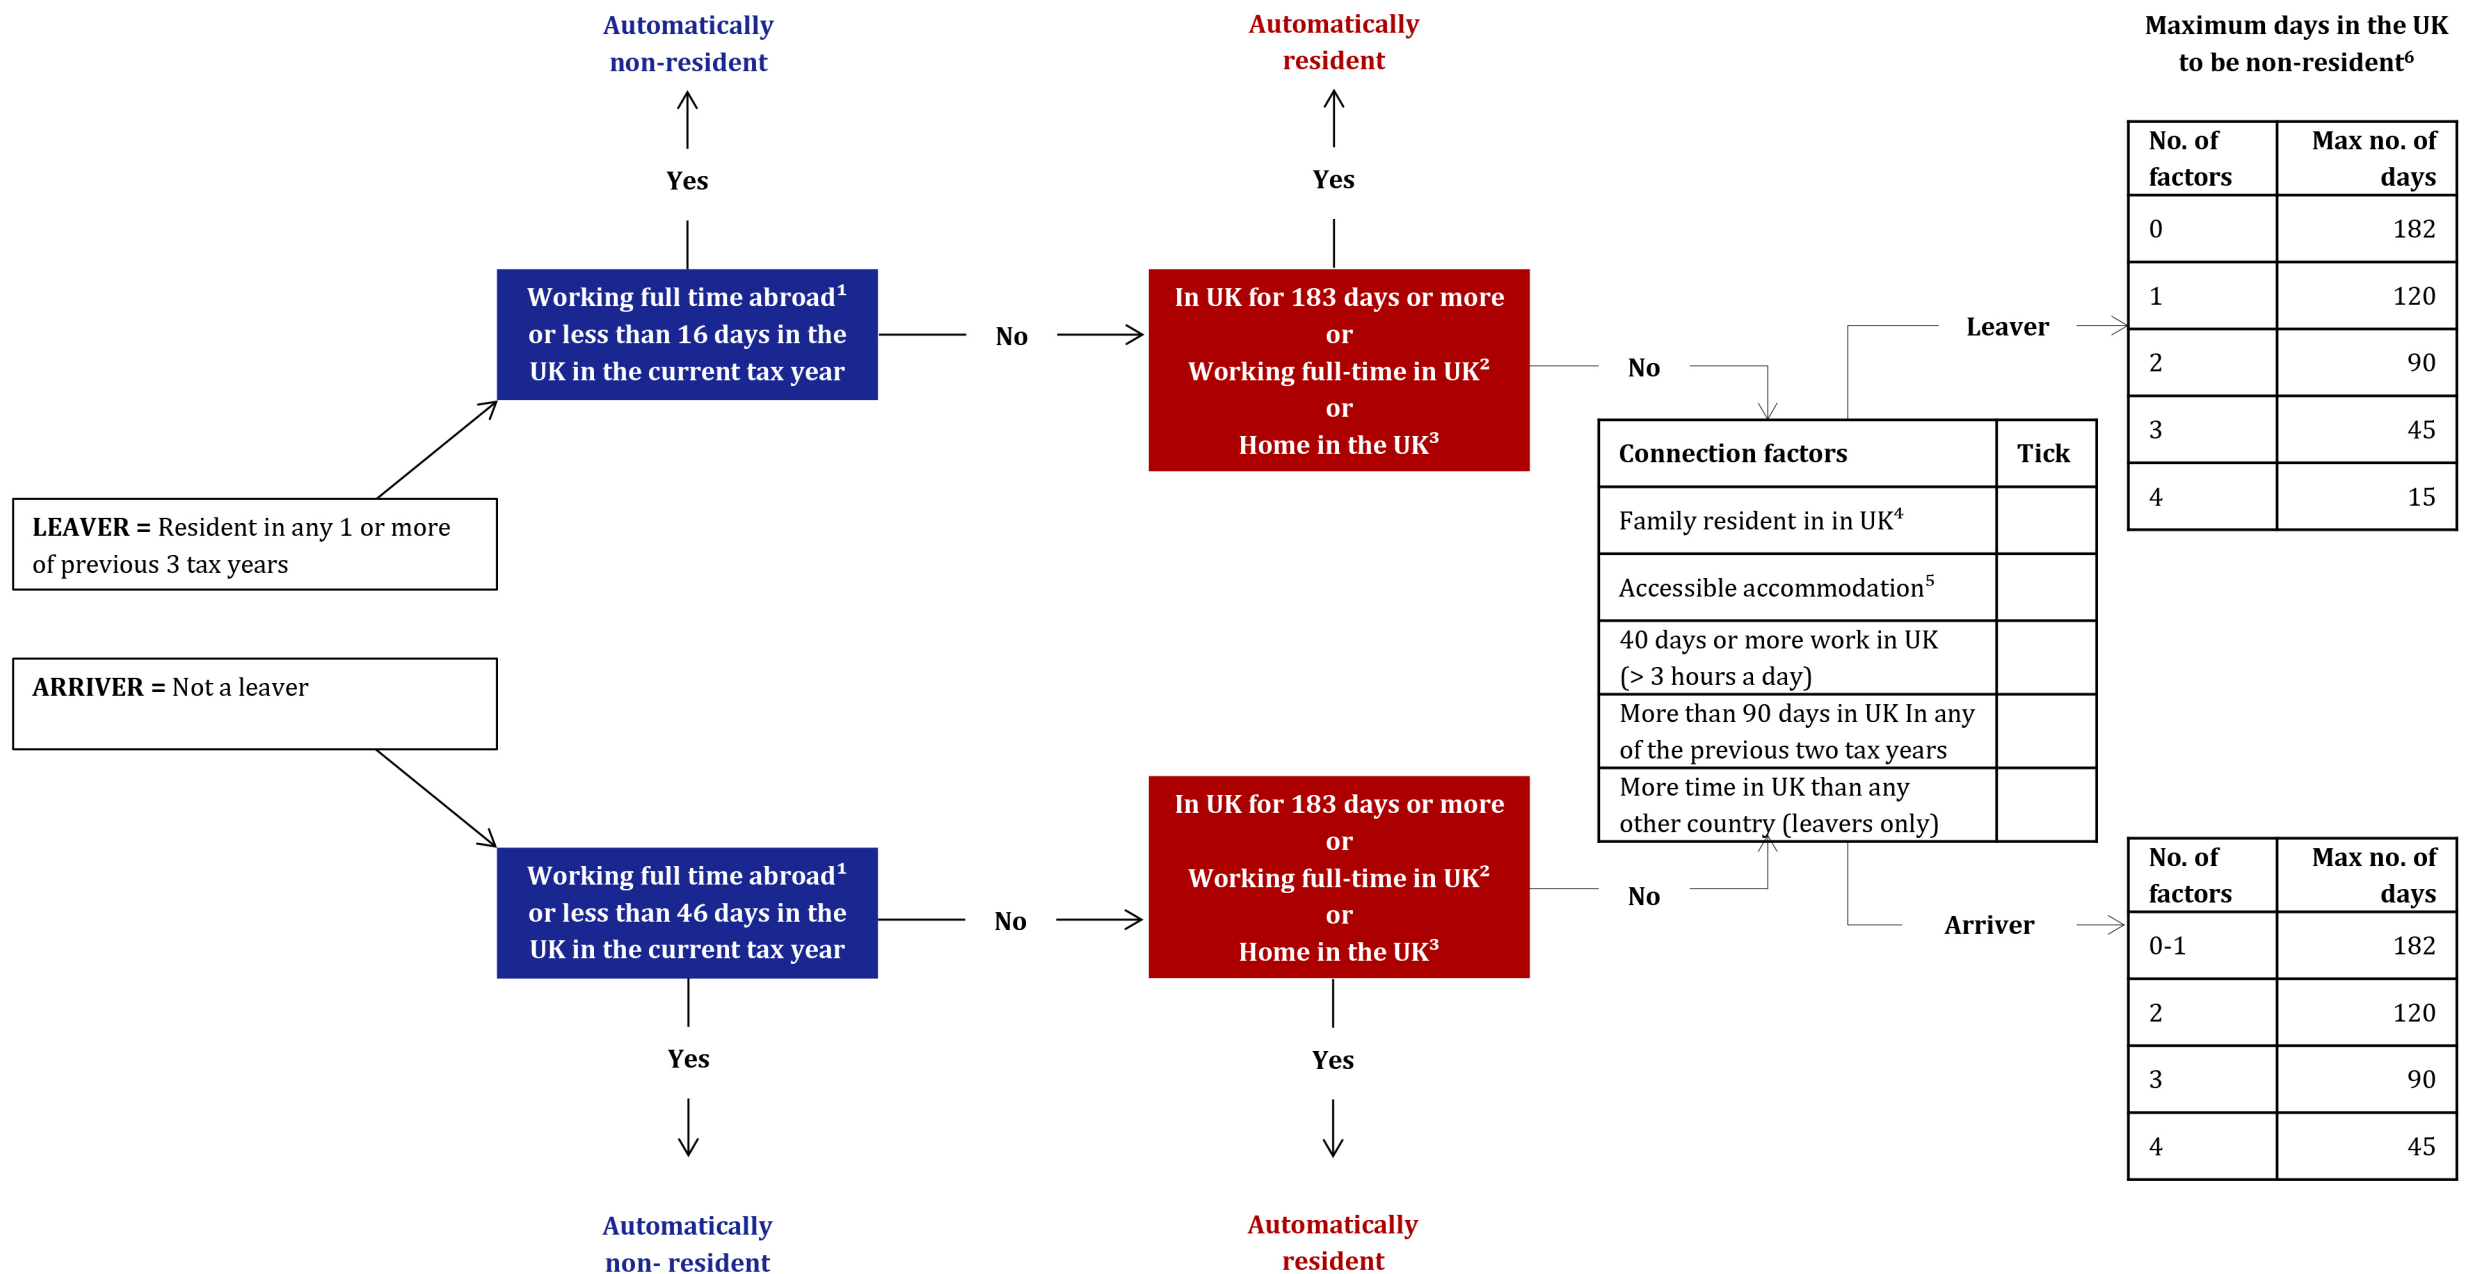 Automatically
non-resident
Automatically
resident
Maximum days in the UK
to be non-resident⁶
Yes
Yes
No. of
factors
Max no. of
days
0 182
1 120
2 90
3 45
4 15
Working full time abroad¹
or less than 16 days in the
UK in the current tax year
No
In UK for 183 days or more
or
Working full-time in UK²
or
Home in the UK³
No
Leaver
LEAVER = Resident in any 1 or more
of previous 3 tax years
Connection factors Tick
Family resident in in UK⁴
Accessible accommodation⁵
40 days or more work in UK
(> 3 hours a day)
More than 90 days in UK In any
of the previous two tax years
More time in UK than any
other country (leavers only)
ARRIVER = Not a leaver
Working full time abroad¹
or less than 46 days in the
UK in the current tax year
No
In UK for 183 days or more
or
Working full-time in UK²
or
Home in the UK³
No
Arriver
No. of
factors
Max no. of
days
0-1 182
2 120
3 90
4 45
Yes
Yes
Automatically
non- resident
Automatically
resident